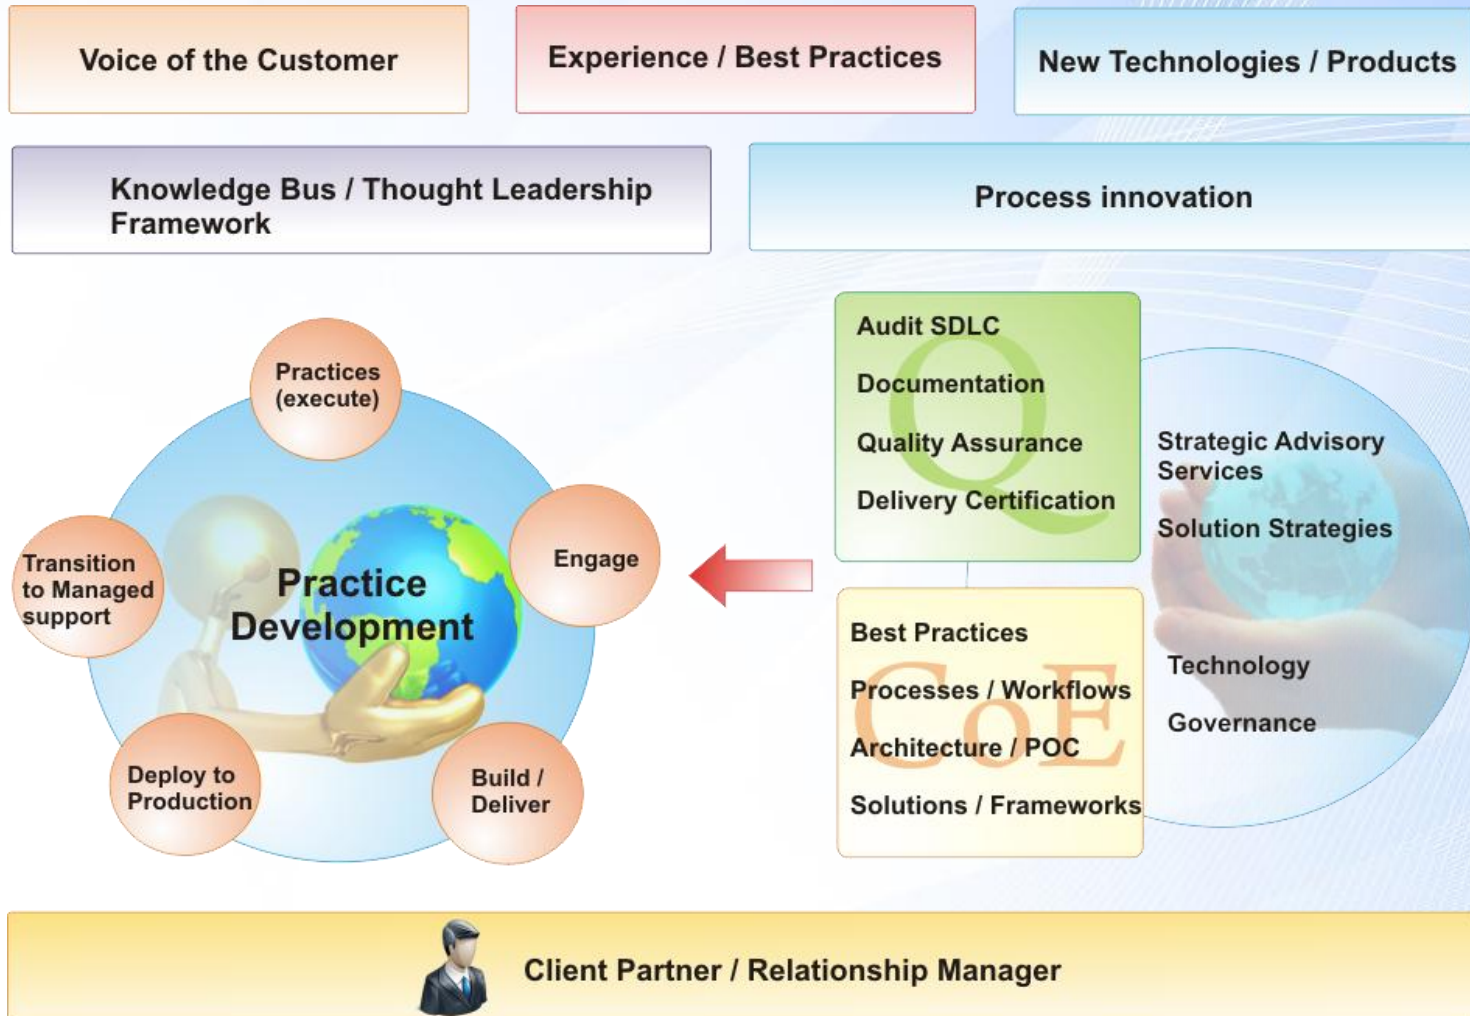 Voice of the Customer
Experience / Best Practices
New Technologies / Products
Knowledge Bus / Thought Leadership
Framework
Process innovation
Practices
(execute)
Engage
Build /
Deliver
Deploy to
Production
Transition
to Managed
support
Practice
Development
Q
Audit SDLC
Documentation
Quality Assurance
Delivery Certification
CoE
Best Practices
Processes / Workflows
Architecture / POC
Solutions / Frameworks
Strategic Advisory
Services
Solution Strategies
Technology
Governance
Client Partner / Relationship Manager